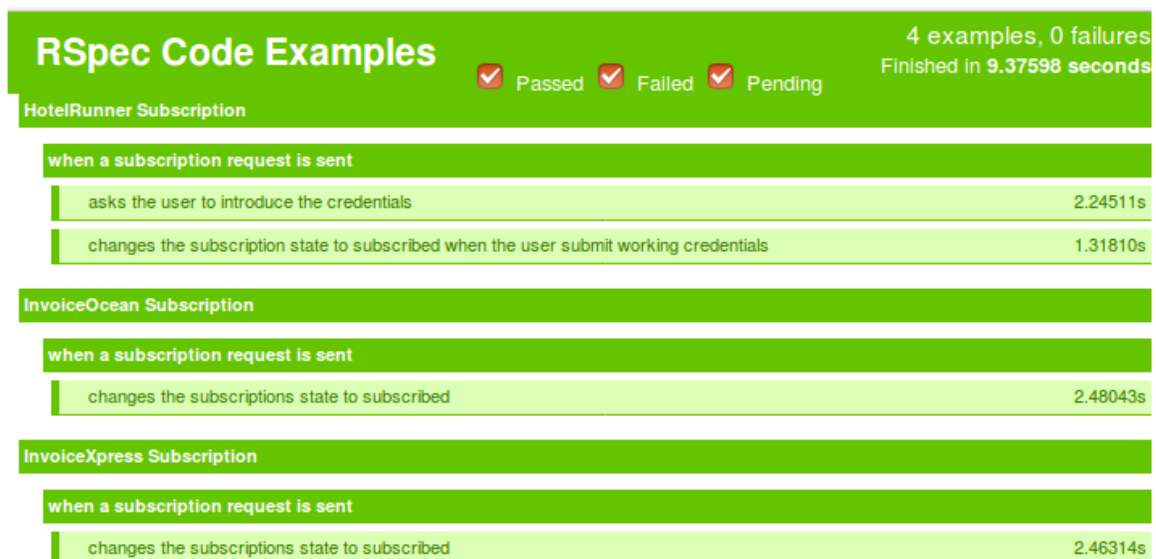 RSpec Code Examples
Passed Failed Pending
4 examples, 0 failures
Finished in 9.37598 seconds
HotelRunner Subscription
when a subscription request is sent
asks the user to introduce the credentials 2.24511s
changes the subscription state to subscribed when the user submit working credentials 1.31810s
InvoiceOcean Subscription
when a subscription request is sent
changes the subscriptions state to subscribed 2.48043s
InvoiceXpress Subscription
when a subscription request is sent
changes the subscriptions state to subscribed 2.46314s